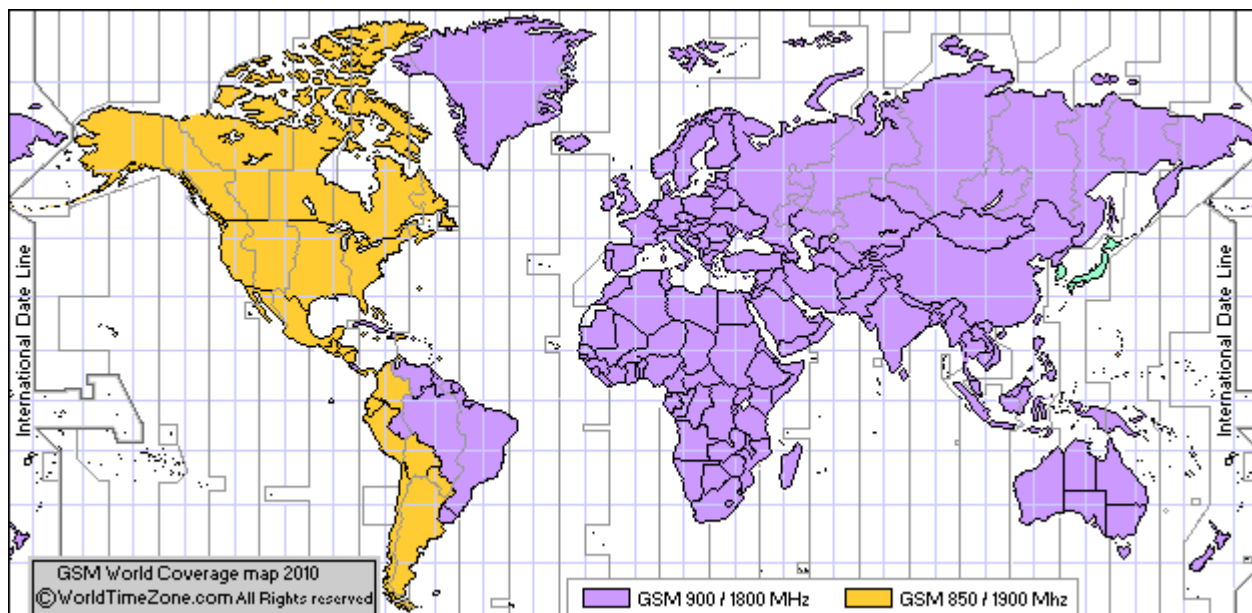 International Date Line
International Date Line
GSM World Coverage map 2010
©WorldTimeZone.com All Rights reserved
GSM 900 / 1800 MHz
GSM 850 / 1900 Mhz